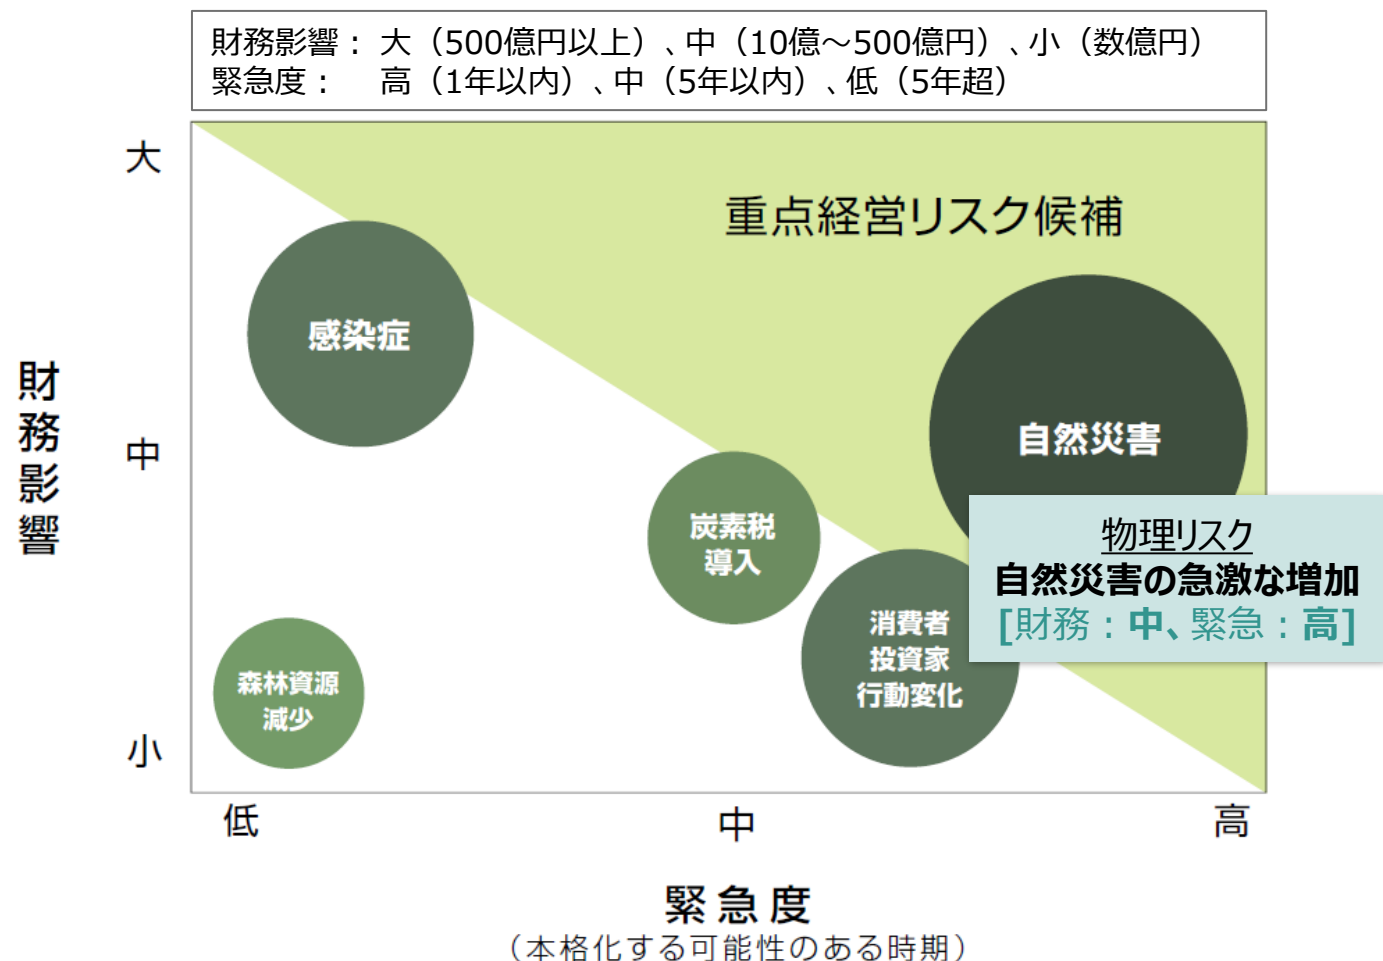 財務影響： 大（500億円以上）、中（10億～500億円）、小（数億円）
緊急度： 高（1年以内）、中（5年以内）、低（5年超）
大
重点経営リスク候補
感染症
財務影響
中
自然災害
炭素税
導入
物理リスク
自然災害の急激な増加
[財務：中、緊急：高]
消費者
投資家
行動変化
森林資源
減少
小
低
中
高
緊急度
（本格化する可能性のある時期）